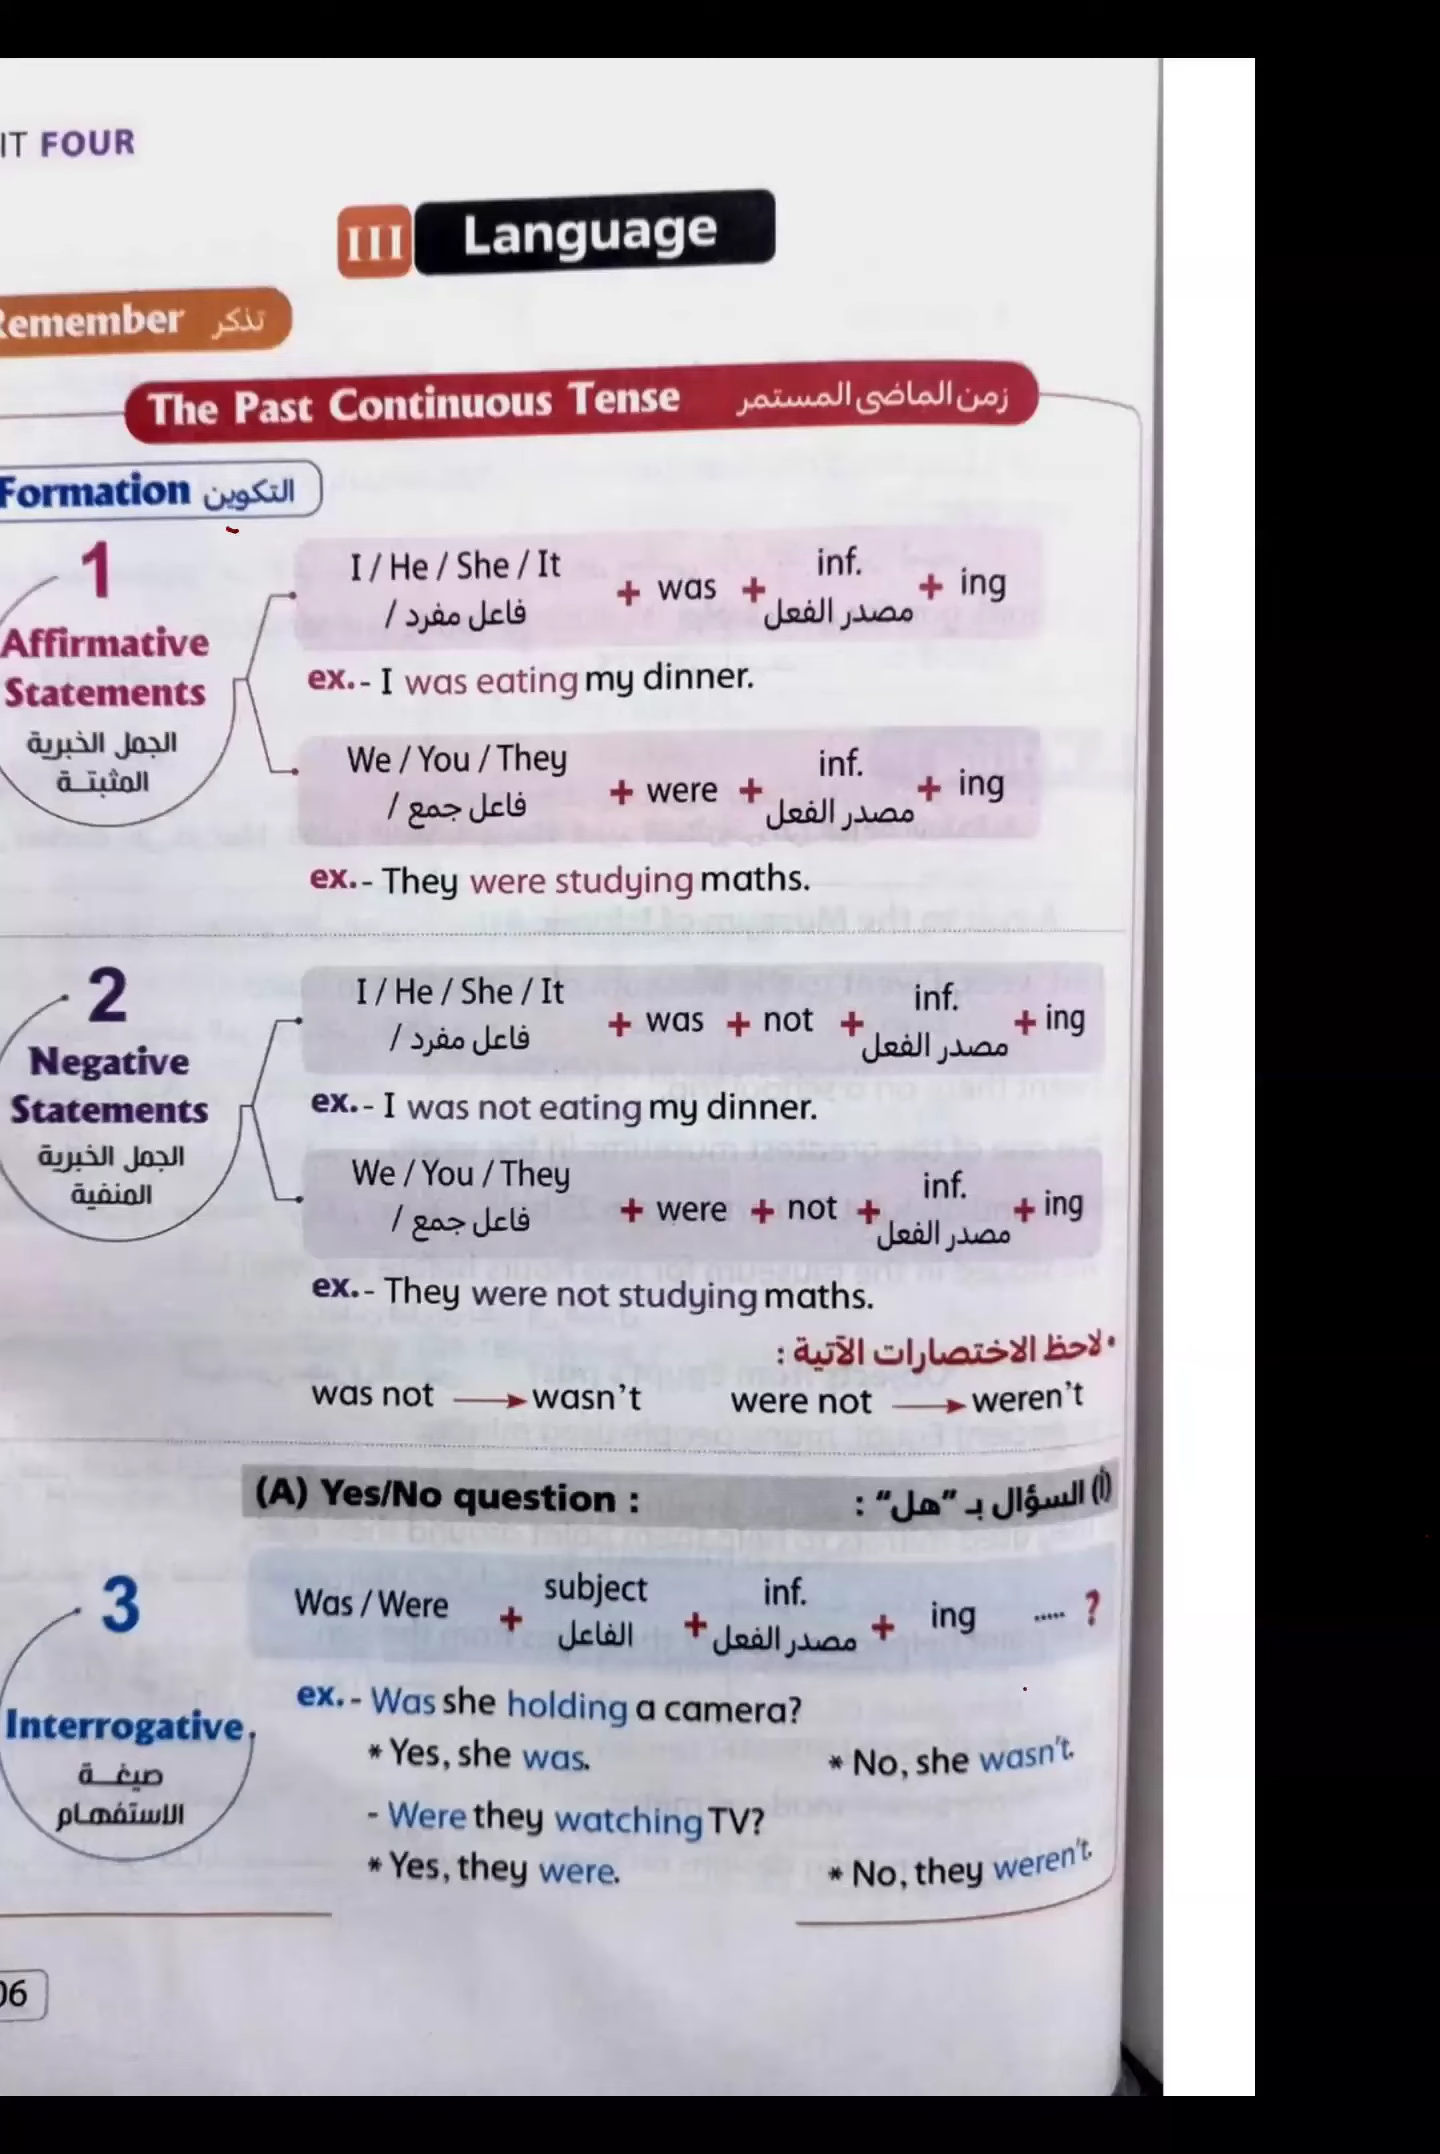 IT FOUR
III Language
Remember تذكر
The Past Continuous Tense زمن الماضى المستمر
Formation التكوين
1
Affirmative
Statements
الجمل الخبرية
المثبتة
I / He / She / It
فاعل مفرد /
+ was +
inf.
مصدر الفعل
+ ing
ex.- I was eating my dinner.
We / You / They
فاعل جمع /
+ were +
inf.
مصدر الفعل
+ ing
ex.- They were studying maths.
2
Negative
Statements
الجمل الخبرية
المنفية
I / He / She / It
فاعل مفرد /
+ was + not +
inf.
مصدر الفعل
+ ing
ex.- I was not eating my dinner.
We / You / They
فاعل جمع /
+ were + not +
inf.
مصدر الفعل
+ ing
ex.- They were not studying maths.
• لاحظ الاختصارات الآتية :
was not → wasn't were not → weren't
(A) Yes/No question : (أ) السؤال بـ "هل" :
3
Interrogative
صيغة
الاستفهام
Was / Were +
subject
الفاعل
+
inf.
مصدر الفعل
+ ing ..... ?
ex.- Was she holding a camera?
* Yes, she was. * No, she wasn't.
- Were they watching TV?
* Yes, they were. * No, they weren't.
06